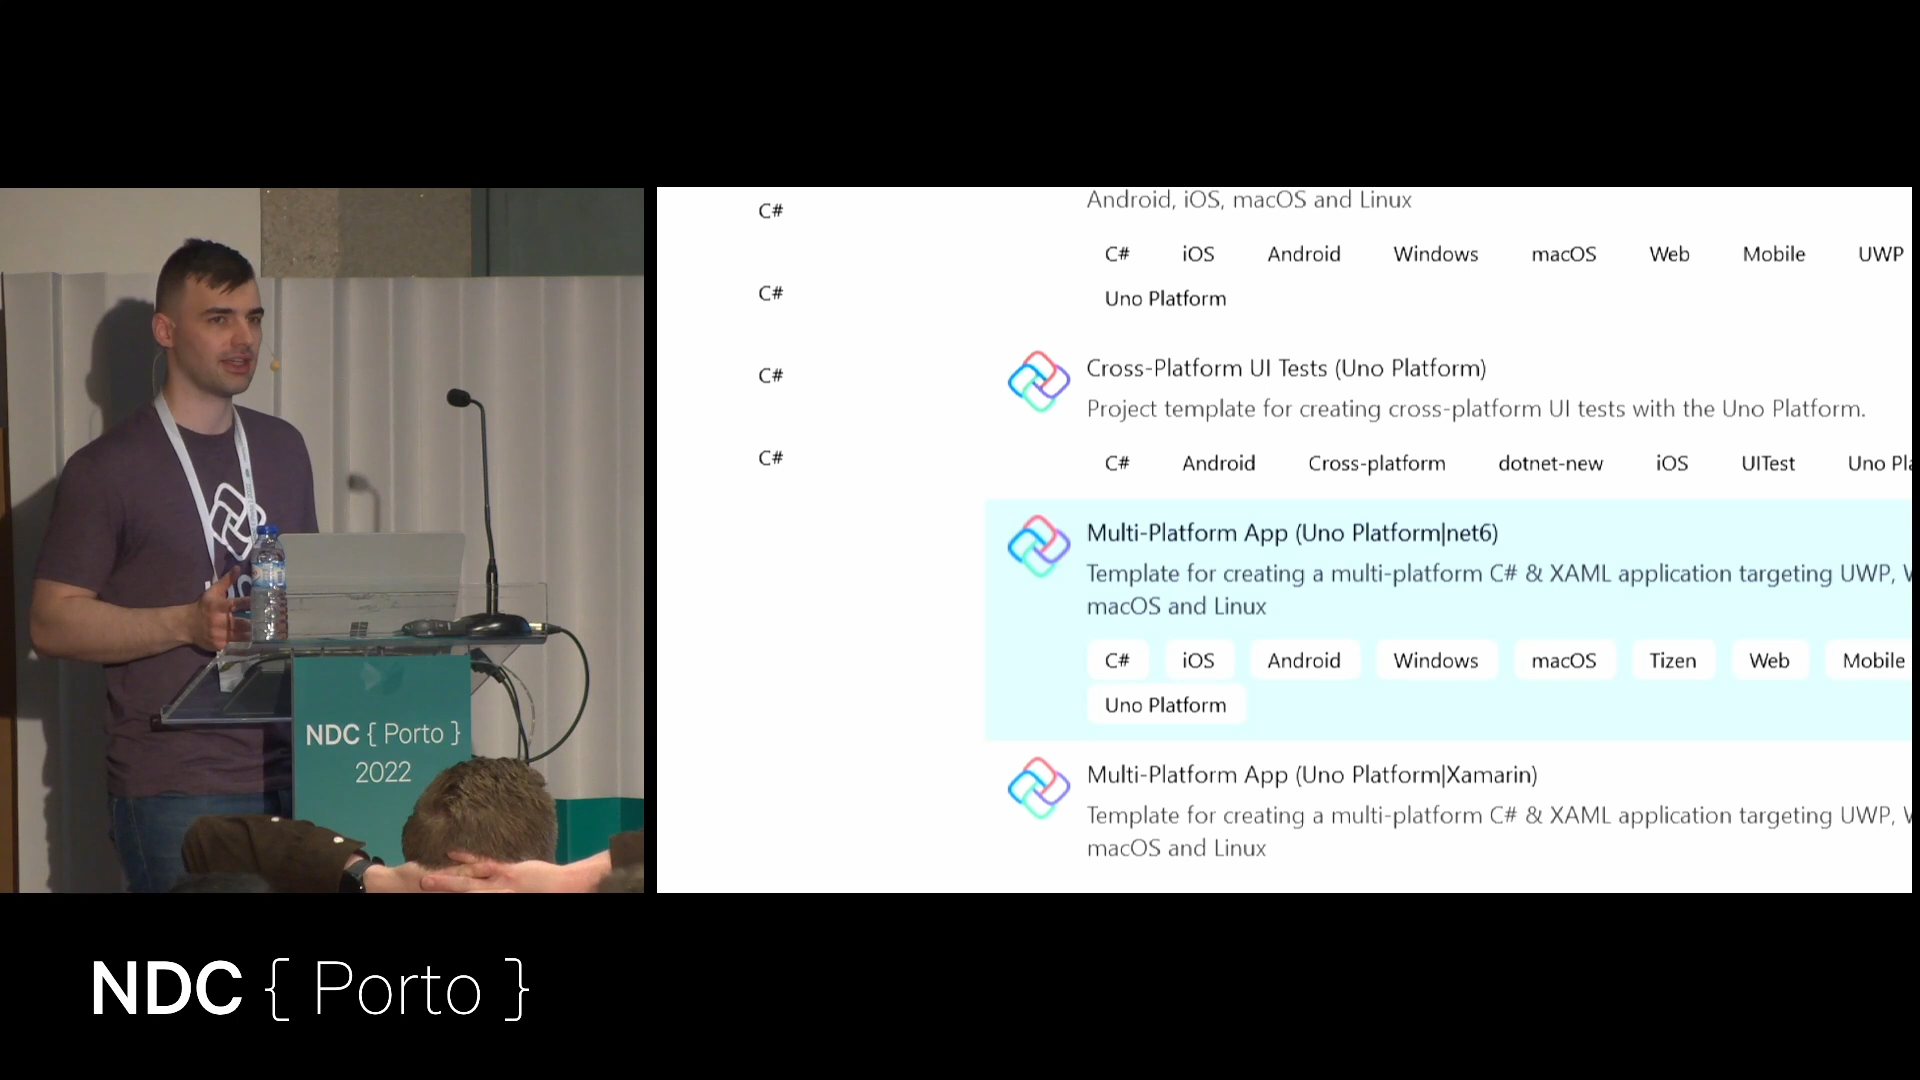 C#
C#
C#
C#
Android, iOS, macOS and Linux
C# iOS Android Windows macOS Web Mobile UWP
Uno Platform
Cross-Platform UI Tests (Uno Platform)
Project template for creating cross-platform UI tests with the Uno Platform.
C# Android Cross-platform dotnet-new iOS UITest Uno
Multi-Platform App (Uno Platform|net6)
Template for creating a multi-platform C# & XAML application targeting UWP,
macOS and Linux
C# iOS Android Windows macOS Tizen Web Mobile
Uno Platform
Multi-Platform App (Uno Platform|Xamarin)
Template for creating a multi-platform C# & XAML application targeting UWP,
macOS and Linux
NDC { Porto }
2022
NDC { Porto }